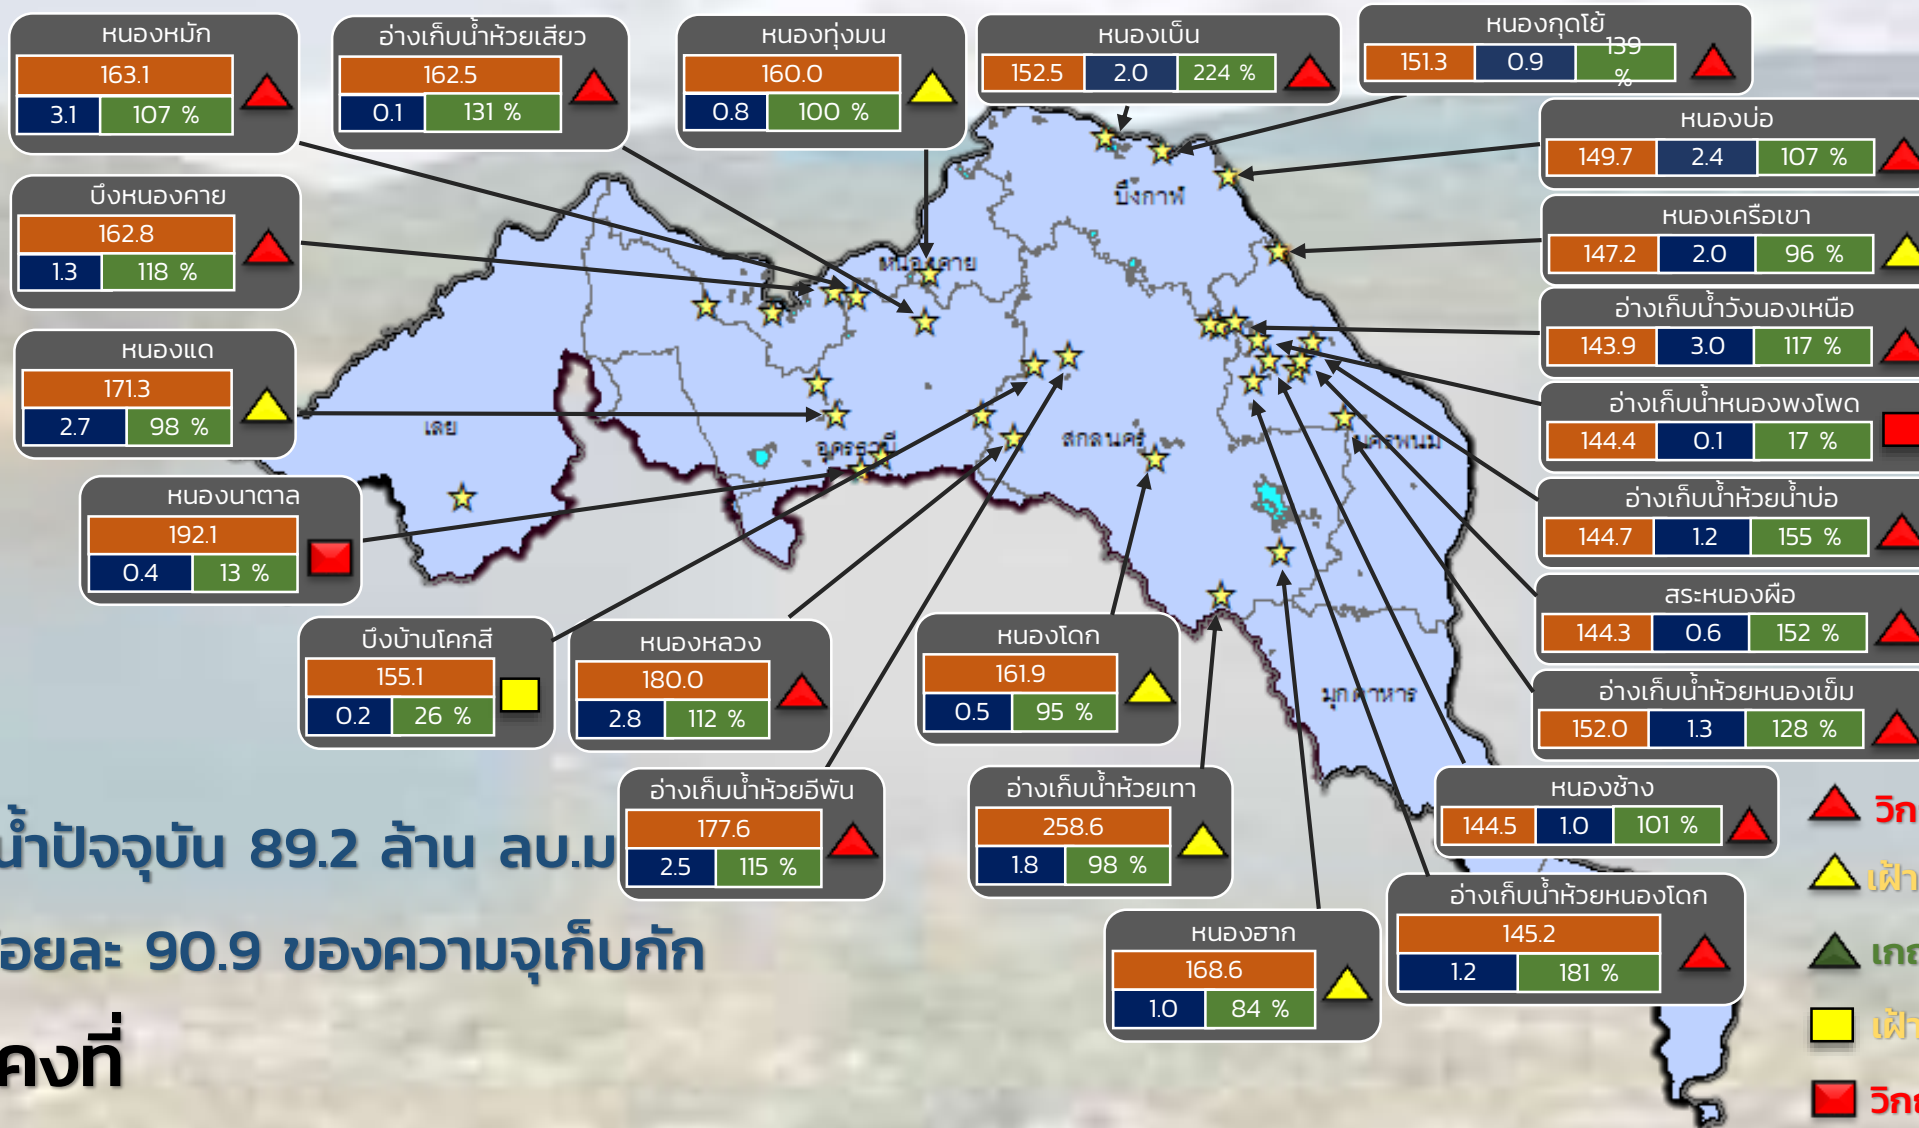 หนองหมัก
163.1
3.1 107 %
อ่างเก็บน้ำห้วยเสียว
162.5
0.1 131 %
หนองทุ่งมน
160.0
0.8 100 %
หนองเบ็น
152.5 2.0 224 %
หนองกุดโย้
151.3 0.9 139 %
หนองบ่อ
149.7 2.4 107 %
บึงหนองคาย
162.8
1.3 118 %
หนองเครือเขา
147.2 2.0 96 %
อ่างเก็บน้ำวังนองเหนือ
143.9 3.0 117 %
หนองแด
171.3
2.7 98 %
อ่างเก็บน้ำหนองพงโพด
144.4 0.1 17 %
หนองนาตาล
192.1
0.4 13 %
อ่างเก็บน้ำห้วยน้ำบ่อ
144.7 1.2 155 %
สระหนองผือ
144.3 0.6 152 %
บึงบ้านโคกสี
155.1
0.2 26 %
หนองหลวง
180.0
2.8 112 %
หนองโดก
161.9
0.5 95 %
อ่างเก็บน้ำห้วยหนองเข็ม
152.0 1.3 128 %
อ่างเก็บน้ำห้วยอีพัน
177.6
2.5 115 %
อ่างเก็บน้ำห้วยเทา
258.6
1.8 98 %
หนองช้าง
144.5 1.0 101 %
หนองฮาก
168.6
1.0 84 %
อ่างเก็บน้ำห้วยหนองโดก
145.2
1.2 181 %
บึงกาฬ
หนองคาย
เลย
อุดรธานี
สกลนคร
นครพนม
มุกดาหาร
น้ำปัจจุบัน 89.2 ล้าน ลบ.ม
อยละ 90.9 ของความจุเก็บกัก
คงที่
วิก
เฝ้า
เกณ
เฝ้า
วิกฤ